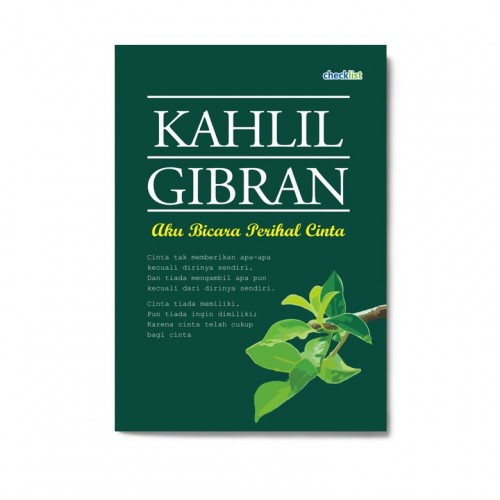 checklist
KAHLIL
GIBRAN
Aku Bicara Perihal Cinta
Cinta tak memberikan apa-apa
kecuali dirinya sendiri,
Dan tiada mengambil apa pun
kecuali dari dirinya sendiri.
Cinta tiada memiliki,
Pun tiada ingin dimiliki;
Karena cinta telah cukup
bagi cinta